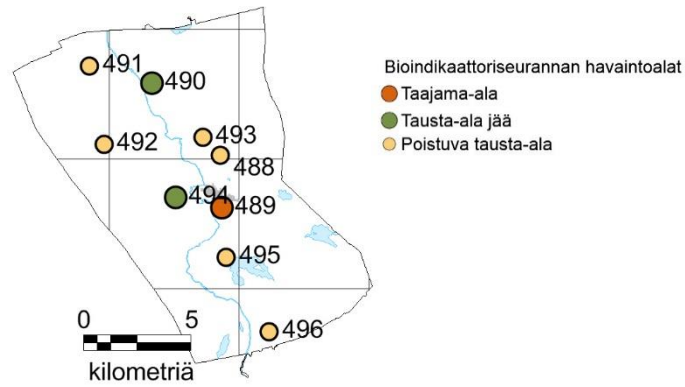 491
490
492
493
488
494
489
495
496
0 5
kilometriä
Bioindikaattoriseurannan havaintoalat
Taajama-ala
Tausta-ala jää
Poistuva tausta-ala